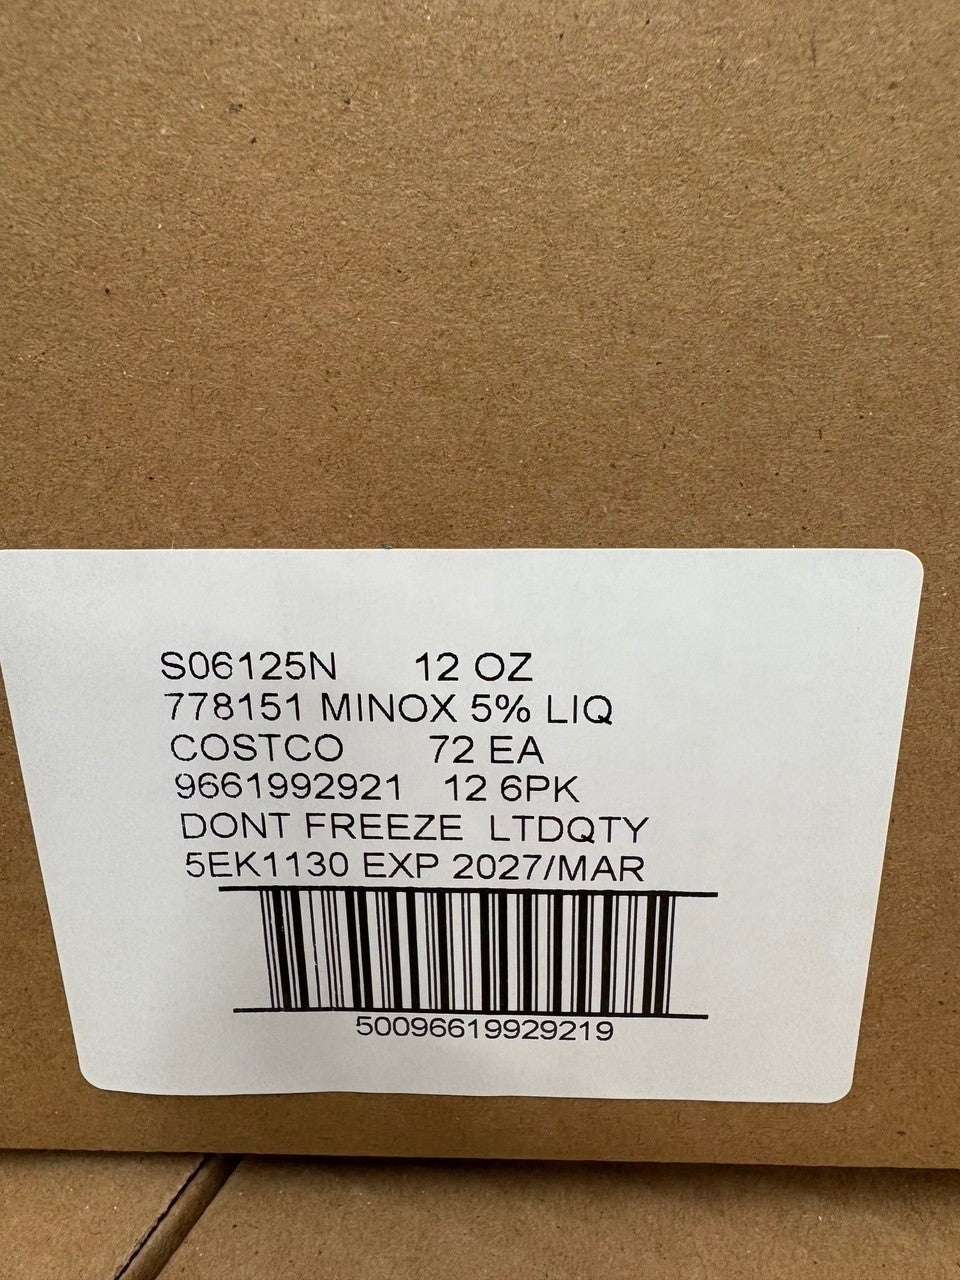 S06125N 12 OZ
778151 MINOX 5% LIQ
COSTCO 72 EA
9661992921 12 6PK
DONT FREEZE LTDQTY
5EK1130 EXP 2027/MAR
50096619929219